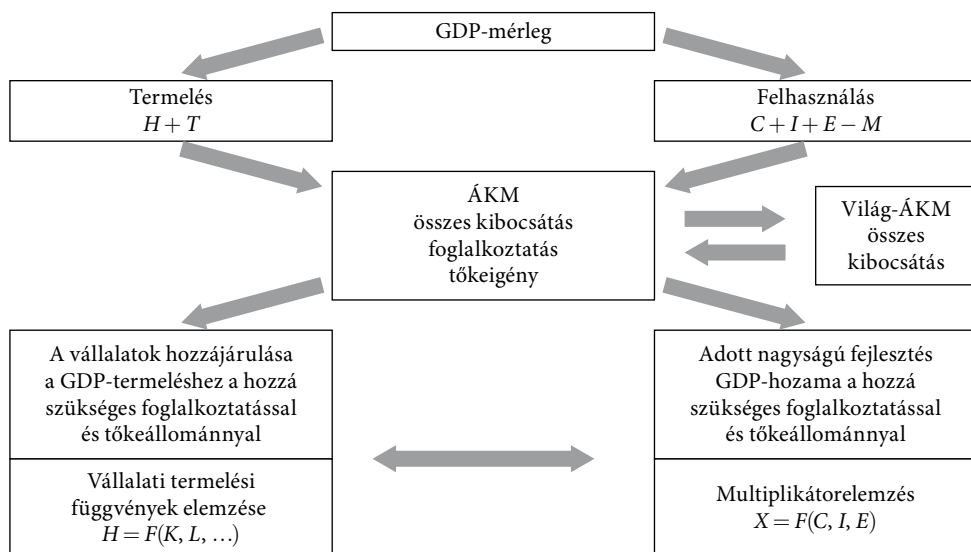 GDP-mérleg
Termelés
H + T
Felhasználás
C + I + E − M
ÁKM
összes kibocsátás
foglalkoztatás
tőkeigény
Világ-ÁKM
összes
kibocsátás
A vállalatok hozzájárulása
a GDP-termeléshez a hozzá
szükséges foglalkoztatással
és tőkeállománnyal
Adott nagyságú fejlesztés
GDP-hozama a hozzá
szükséges foglalkoztatással
és tőkeállománnyal
Vállalati termelési
függvények elemzése
H = F(K, L, …)
Multiplikátorelemzés
X = F(C, I, E)